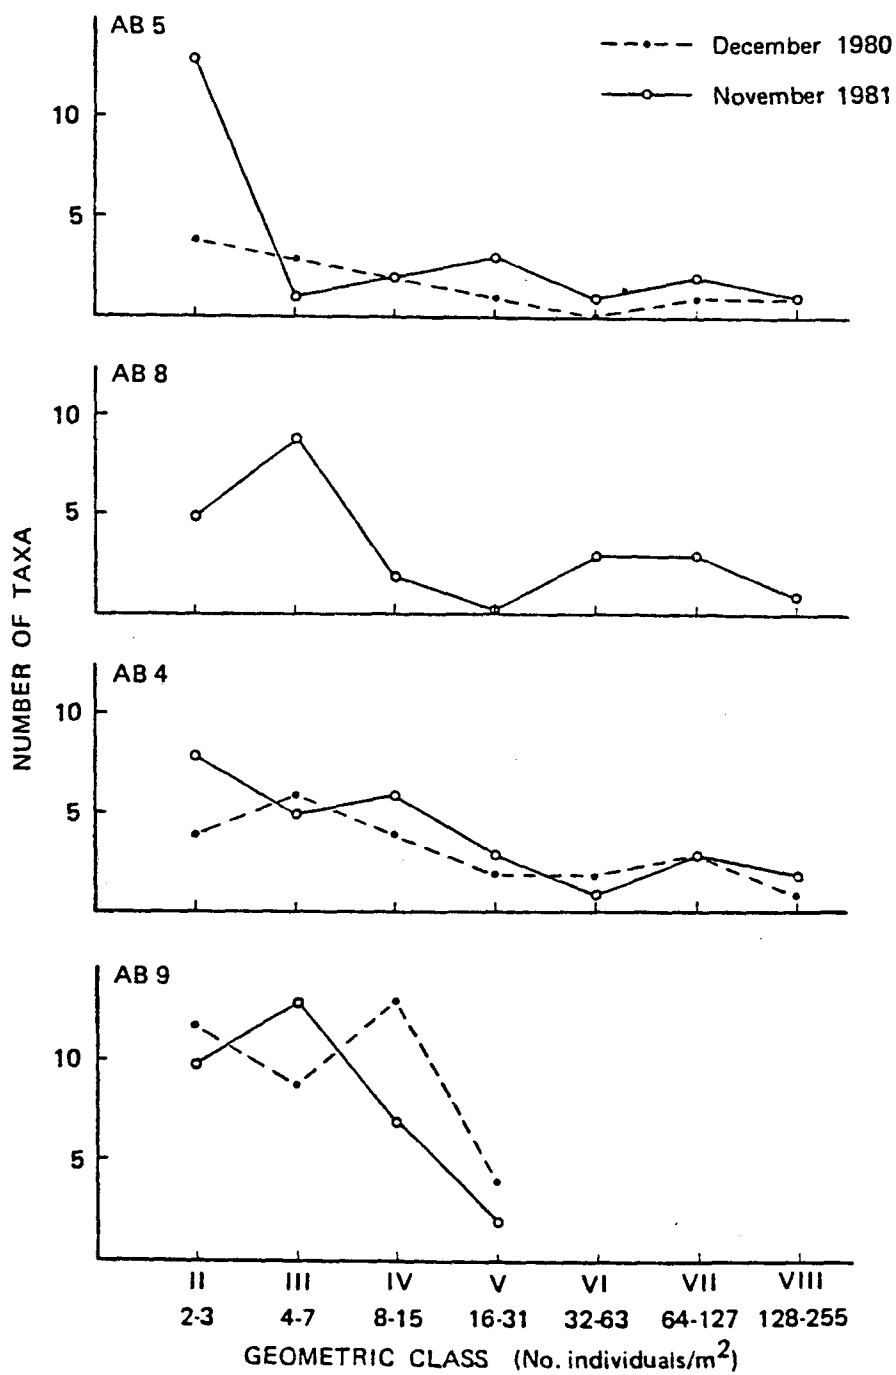 AB 5
December 1980
November 1981
10
5
AB 8
10
5
NUMBER OF TAXA
AB 4
10
5
AB 9
10
5
II III IV V VI VII VIII
2-3 4-7 8-15 16-31 32-63 64-127 128-255
GEOMETRIC CLASS (No. individuals/m²)